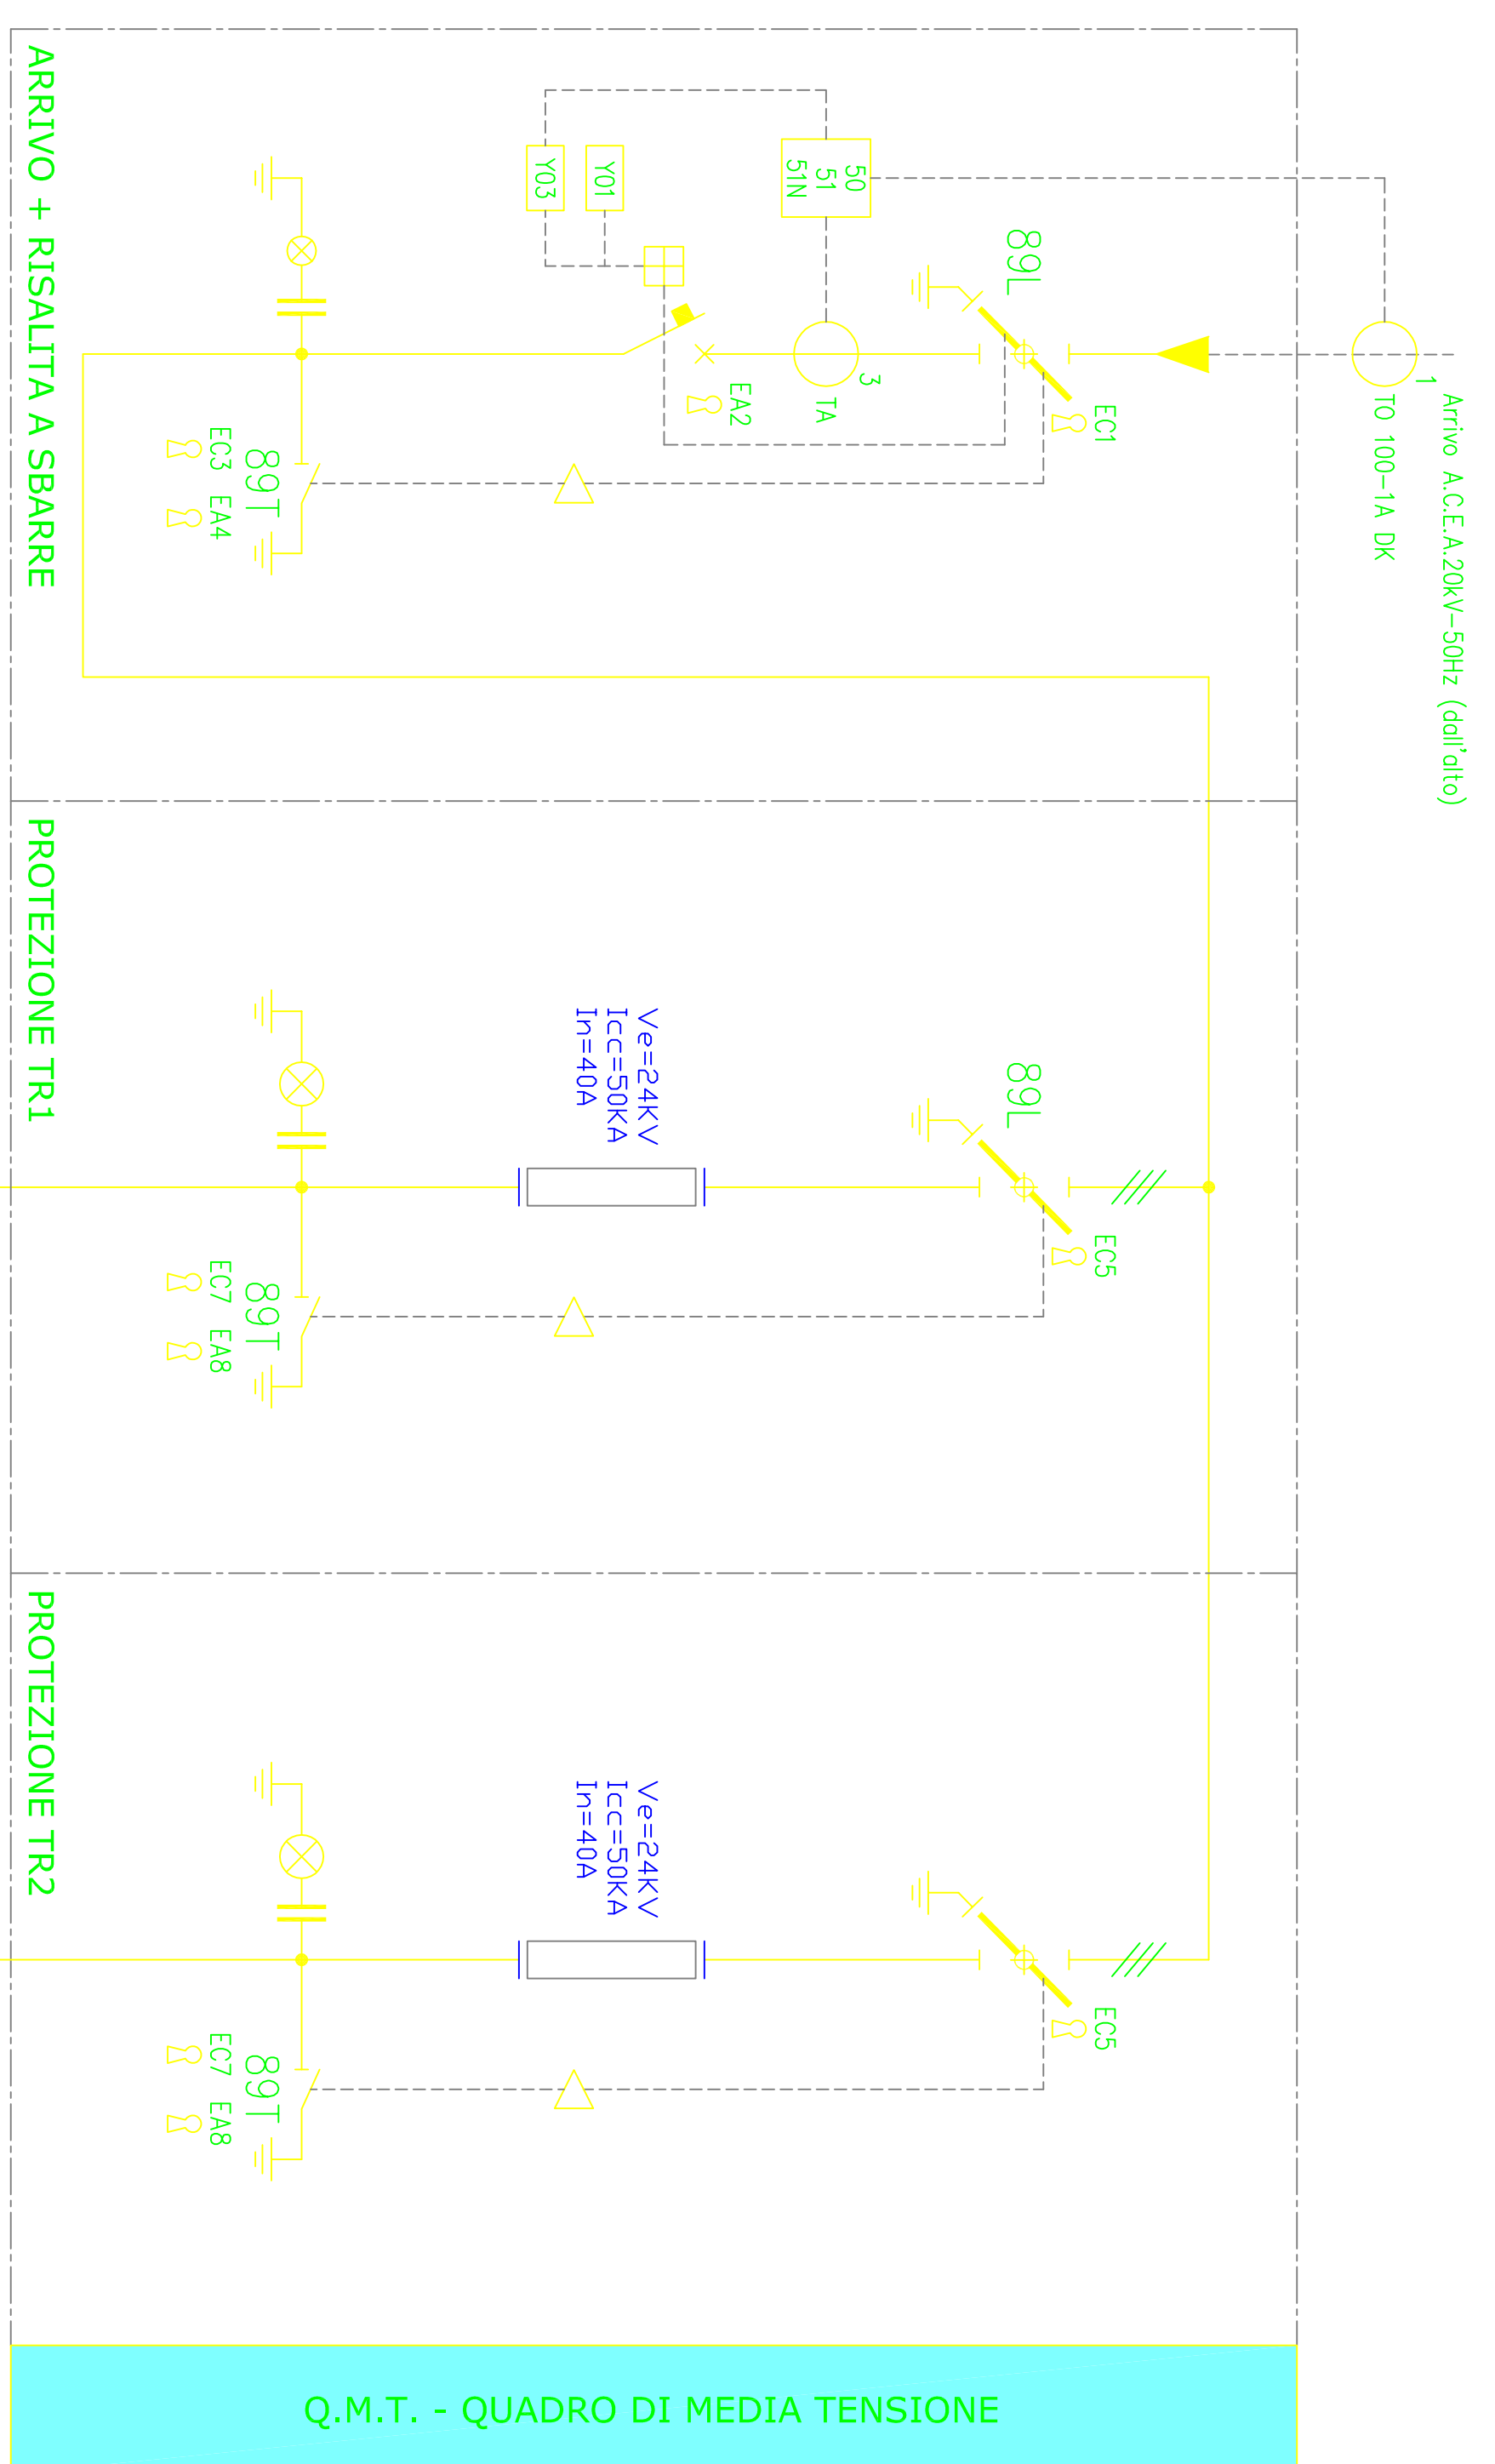 Arrivo A.C.E.A.20kV-50Hz (dall'alto)
1
TO 100-1A DK
89L
EC1
50
51
51N
3
TA
EA2
Y01
Y03
89T
EC3 EA4
ARRIVO + RISALITA A SBARRE
89L
EC5
Ve=24KV
Icc=50KA
In=40A
89T
EC7 EA8
PROTEZIONE TR1
89L
EC5
Ve=24KV
Icc=50KA
In=40A
89T
EC7 EA8
PROTEZIONE TR2
Q.M.T. - QUADRO DI MEDIA TENSIONE